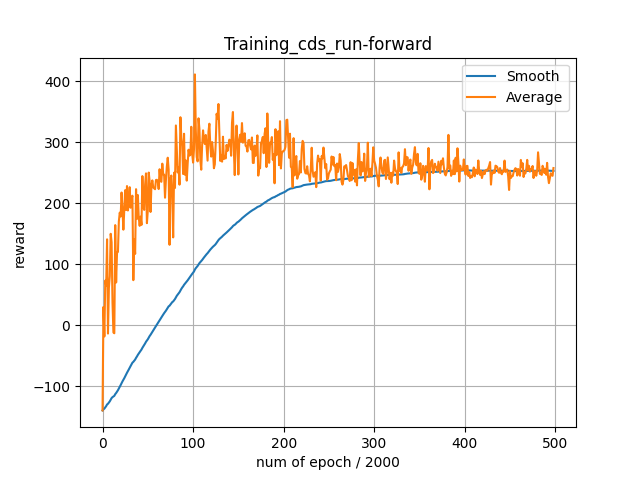 Training_cds_run-forward
Smooth
Average
400
300
200
100
0
−100
reward
0 100 200 300 400 500
num of epoch / 2000